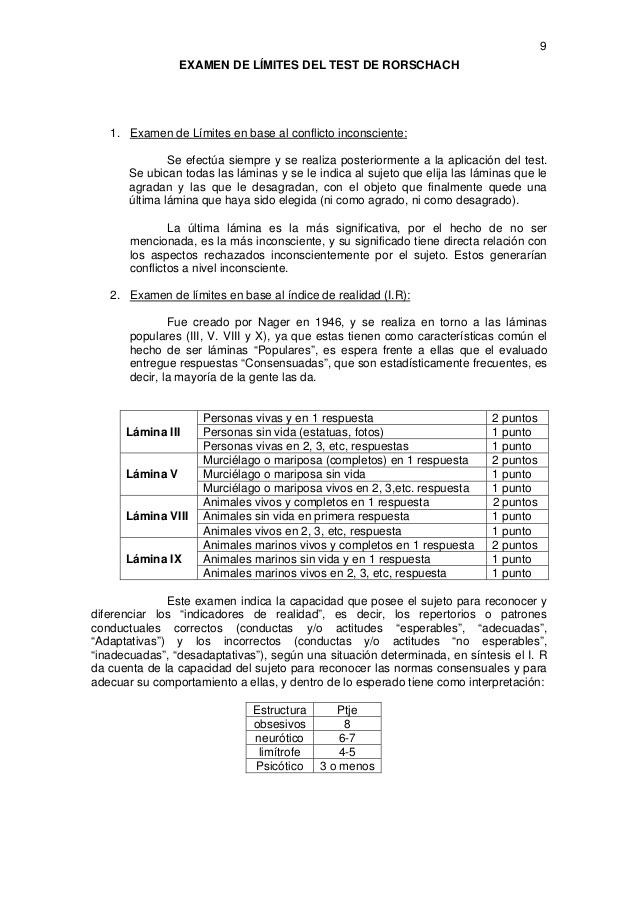 9
EXAMEN DE LÍMITES DEL TEST DE RORSCHACH
1. Examen de Límites en base al conflicto inconsciente:
Se efectúa siempre y se realiza posteriormente a la aplicación del test.
Se ubican todas las láminas y se le indica al sujeto que elija las láminas que le
agradan y las que le desagradan, con el objeto que finalmente quede una
última lámina que haya sido elegida (ni como agrado, ni como desagrado).
La última lámina es la más significativa, por el hecho de no ser
mencionada, es la más inconsciente, y su significado tiene directa relación con
los aspectos rechazados inconscientemente por el sujeto. Estos generarían
conflictos a nivel inconsciente.
2. Examen de límites en base al índice de realidad (I.R):
Fue creado por Nager en 1946, y se realiza en torno a las láminas
populares (III, V. VIII y X), ya que estas tienen como características común el
hecho de ser láminas “Populares”, es espera frente a ellas que el evaluado
entregue respuestas “Consensuadas”, que son estadísticamente frecuentes, es
decir, la mayoría de la gente las da.
Lámina III
Personas vivas y en 1 respuesta 2 puntos
Personas sin vida (estatuas, fotos) 1 punto
Personas vivas en 2, 3, etc, respuestas 1 punto
Lámina V
Murciélago o mariposa (completos) en 1 respuesta 2 puntos
Murciélago o mariposa sin vida 1 punto
Murciélago o mariposa vivos en 2, 3,etc. respuesta 1 punto
Lámina VIII
Animales vivos y completos en 1 respuesta 2 puntos
Animales sin vida en primera respuesta 1 punto
Animales vivos en 2, 3, etc, respuesta 1 punto
Lámina IX
Animales marinos vivos y completos en 1 respuesta 2 puntos
Animales marinos sin vida y en 1 respuesta 1 punto
Animales marinos vivos en 2, 3, etc, respuesta 1 punto
Este examen indica la capacidad que posee el sujeto para reconocer y
diferenciar los “indicadores de realidad”, es decir, los repertorios o patrones
conductuales correctos (conductas y/o actitudes “esperables”, “adecuadas”,
“Adaptativas”) y los incorrectos (conductas y/o actitudes “no esperables”,
“inadecuadas”, “desadaptativas”), según una situación determinada, en síntesis el I. R
da cuenta de la capacidad del sujeto para reconocer las normas consensuales y para
adecuar su comportamiento a ellas, y dentro de lo esperado tiene como interpretación:
Estructura Ptje
obsesivos 8
neurótico 6-7
limítrofe 4-5
Psicótico 3 o menos